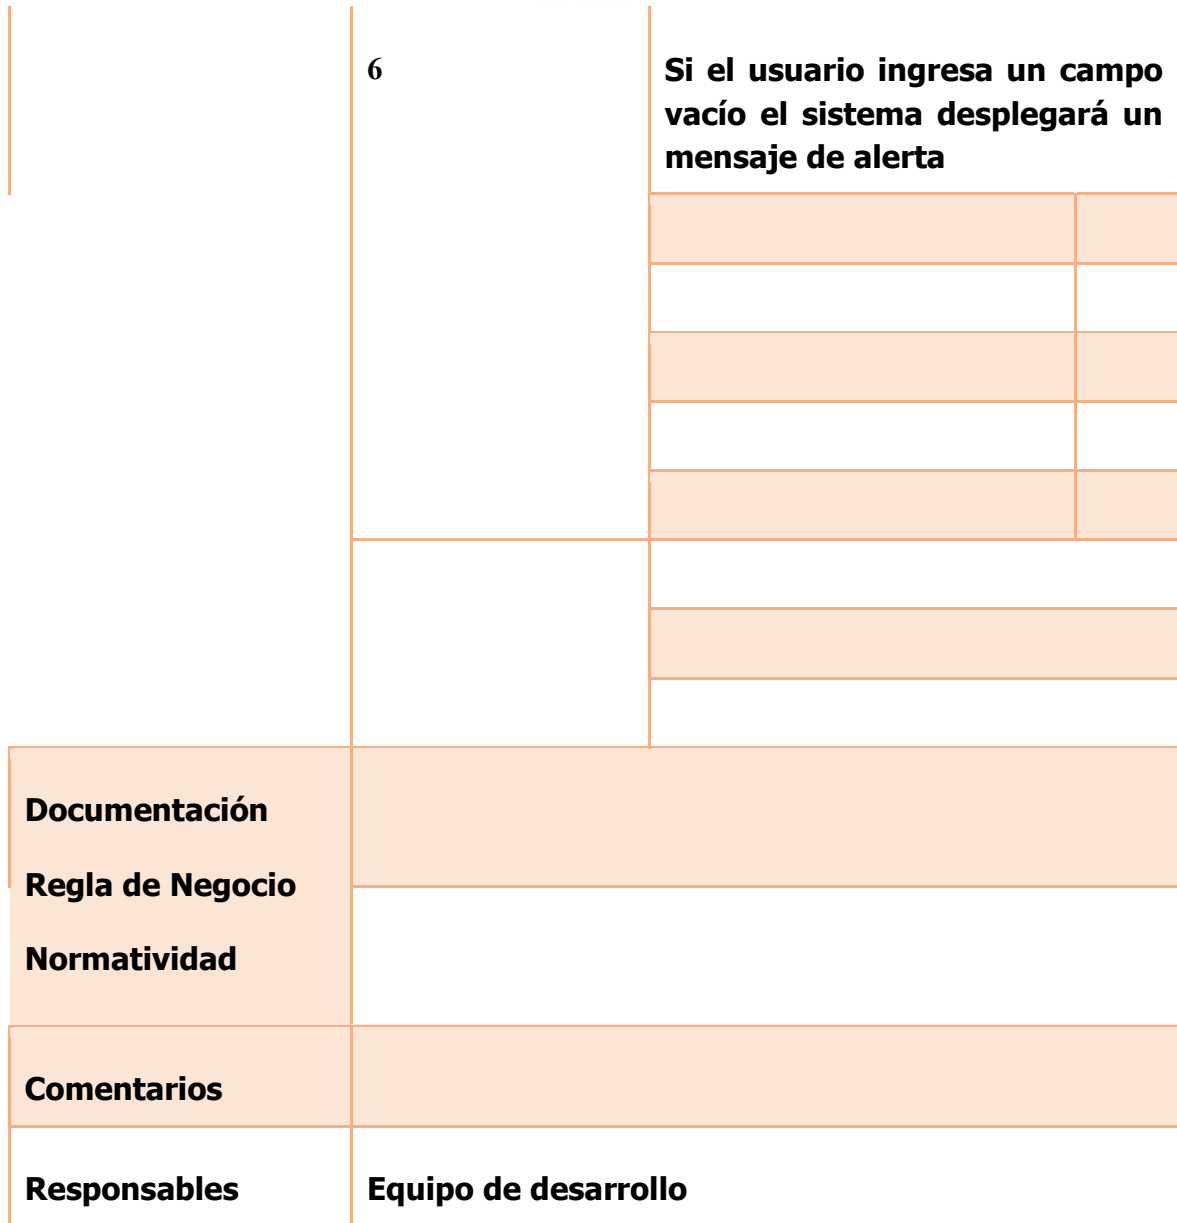 6
Si el usuario ingresa un campo
vacío el sistema desplegará un
mensaje de alerta
Documentación
Regla de Negocio
Normatividad
Comentarios
Responsables
Equipo de desarrollo